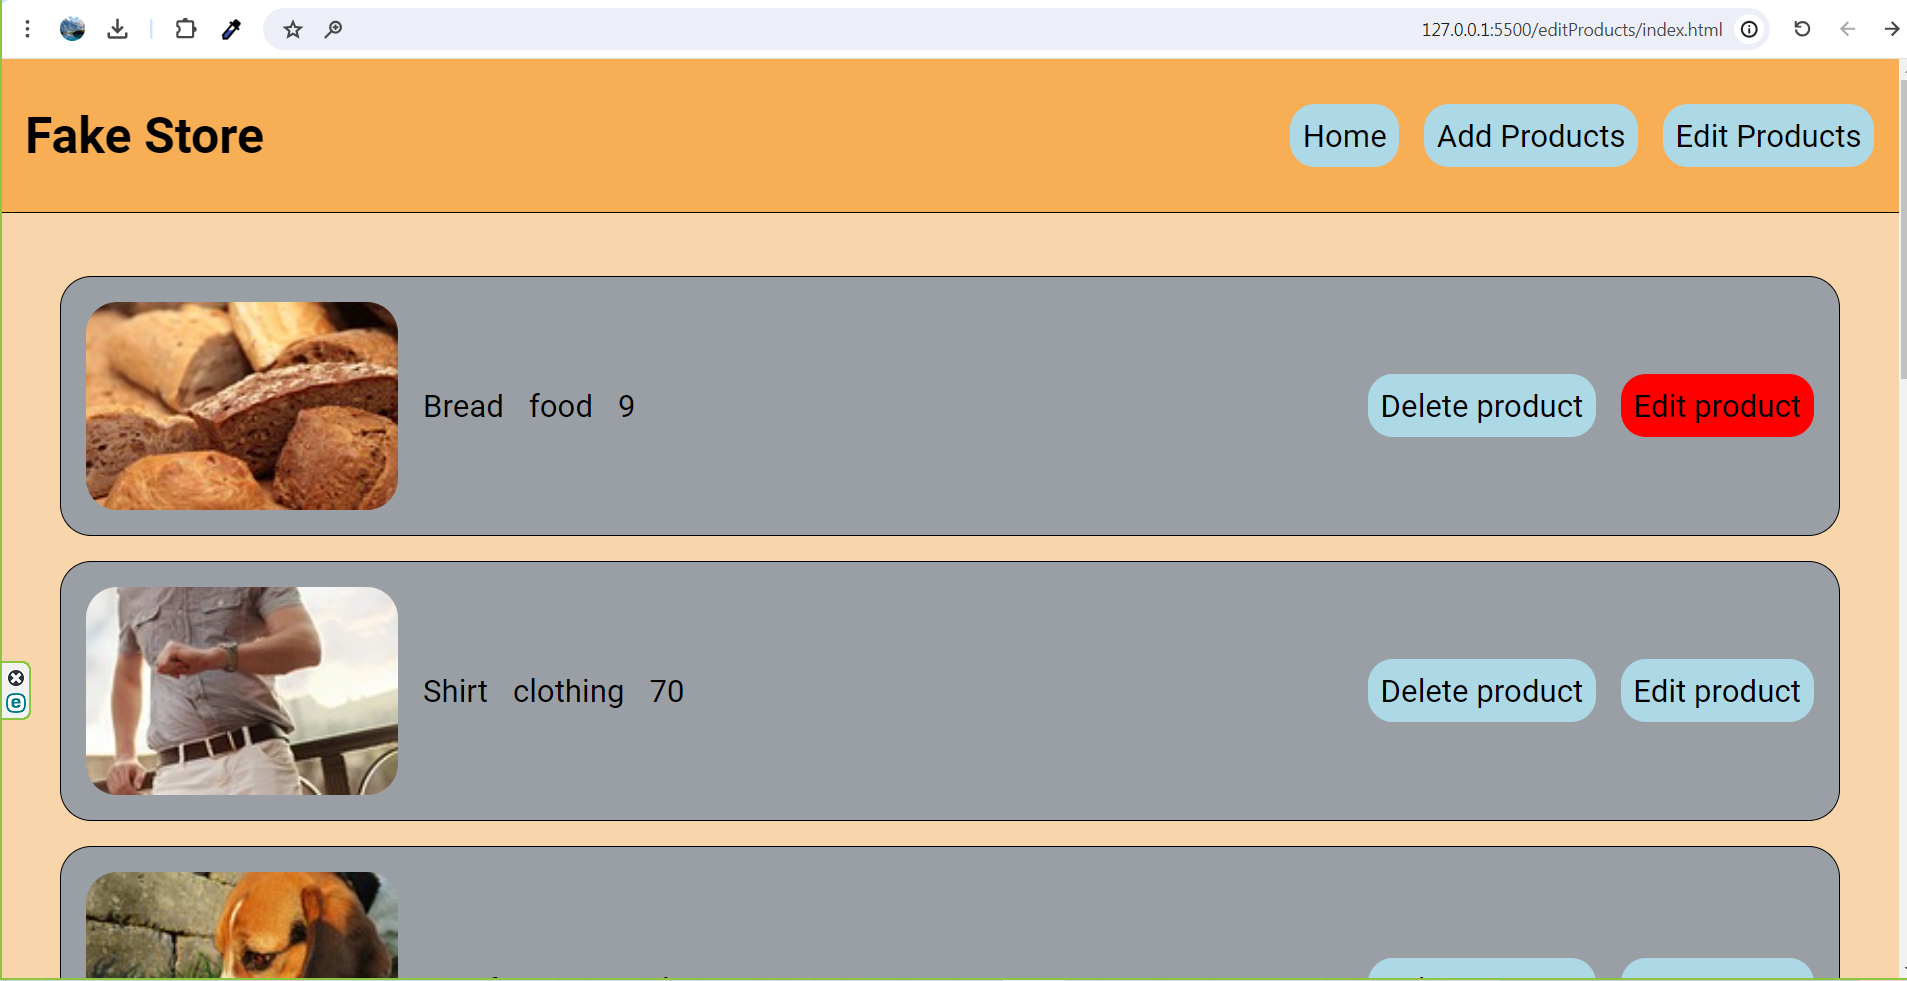 127.0.0.1:5500/editProducts/index.html
Fake Store
Home Add Products Edit Products
Bread food 9
Delete product Edit product
Shirt clothing 70
Delete product Edit product